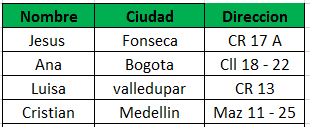 Nombre Ciudad Direccion
Jesus Fonseca CR 17 A
Ana Bogota Cll 18 - 22
Luisa valledupar CR 13
Cristian Medellin Maz 11 - 25